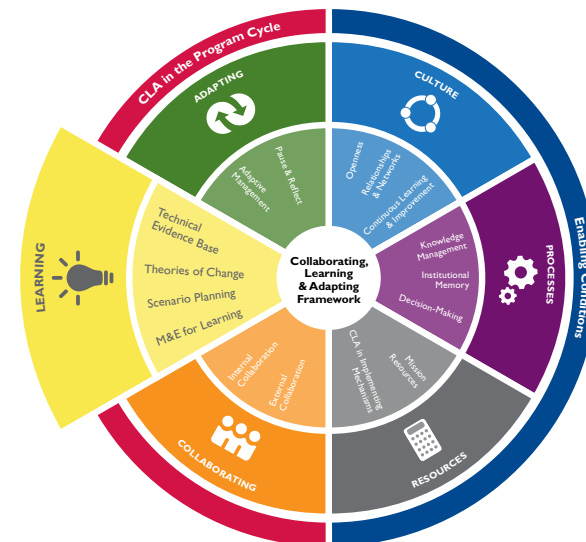 CLA in the Program Cycle
ADAPTING
Adaptive
Management
Pause & Reflect
CULTURE
Openness
Relationships
& Networks
Continuous Learning
& Improvement
Enabling Conditions
PROCESSES
Knowledge
Management
Institutional
Memory
Decision-Making
LEARNING
Technical
Evidence Base
Theories of Change
Scenario Planning
M&E for Learning
Collaborating,
Learning
& Adapting
Framework
COLLABORATING
Internal
Collaboration
External
Collaboration
RESOURCES
CLA in Implementing
Mechanisms
Mission
Resources